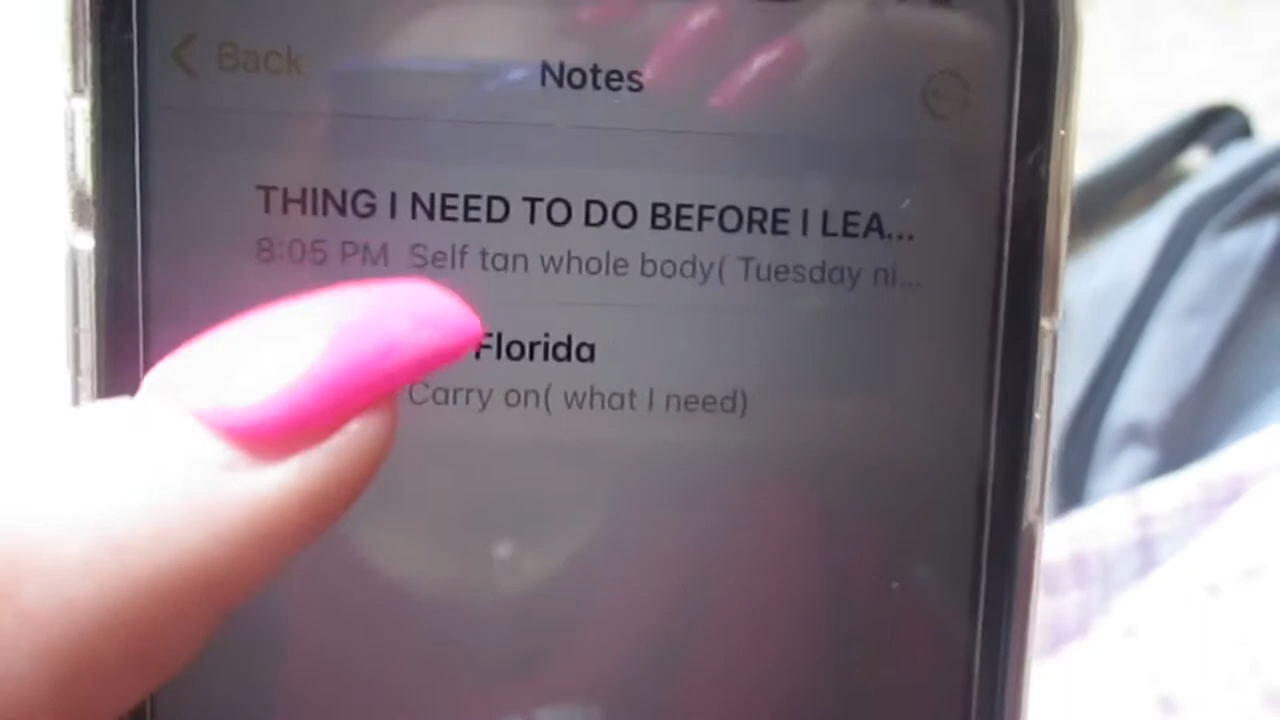 Back
Notes
THING I NEED TO DO BEFORE I LEA...
8:05 PM Self tan whole body( Tuesday ni...
Florida
Carry on( what I need)